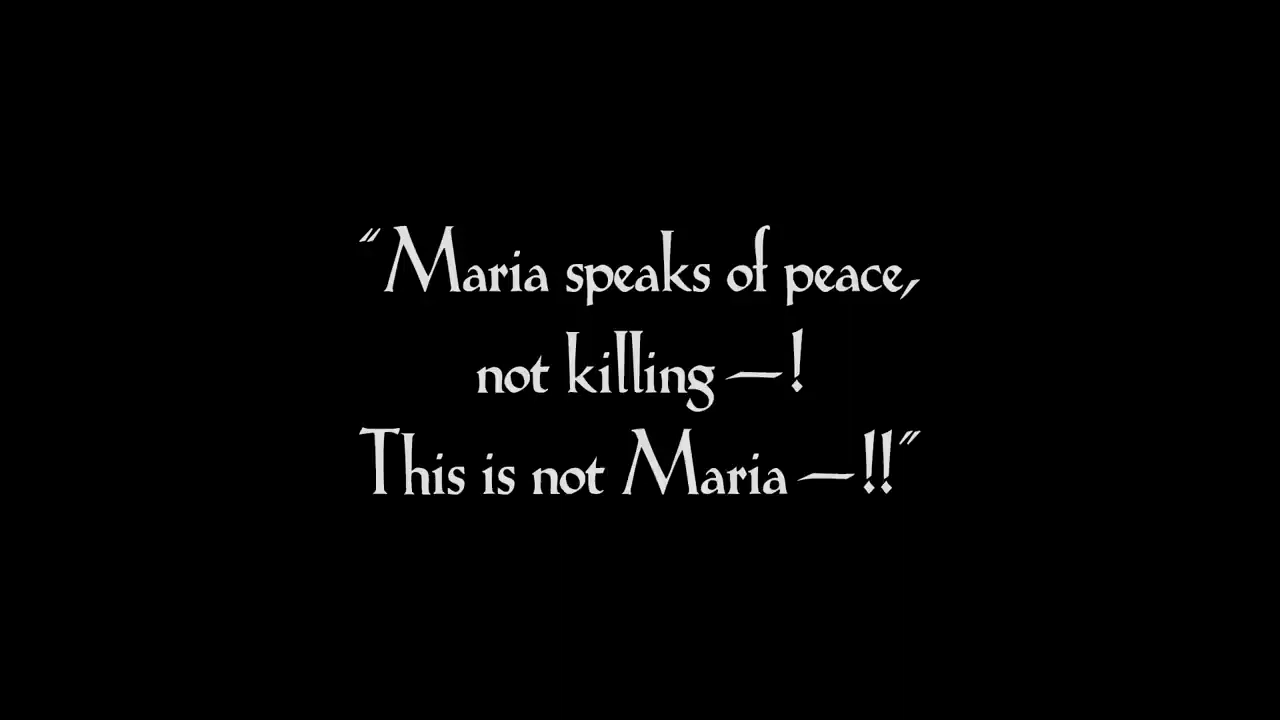 “Maria speaks of peace,
not killing —!
This is not Maria —!!”